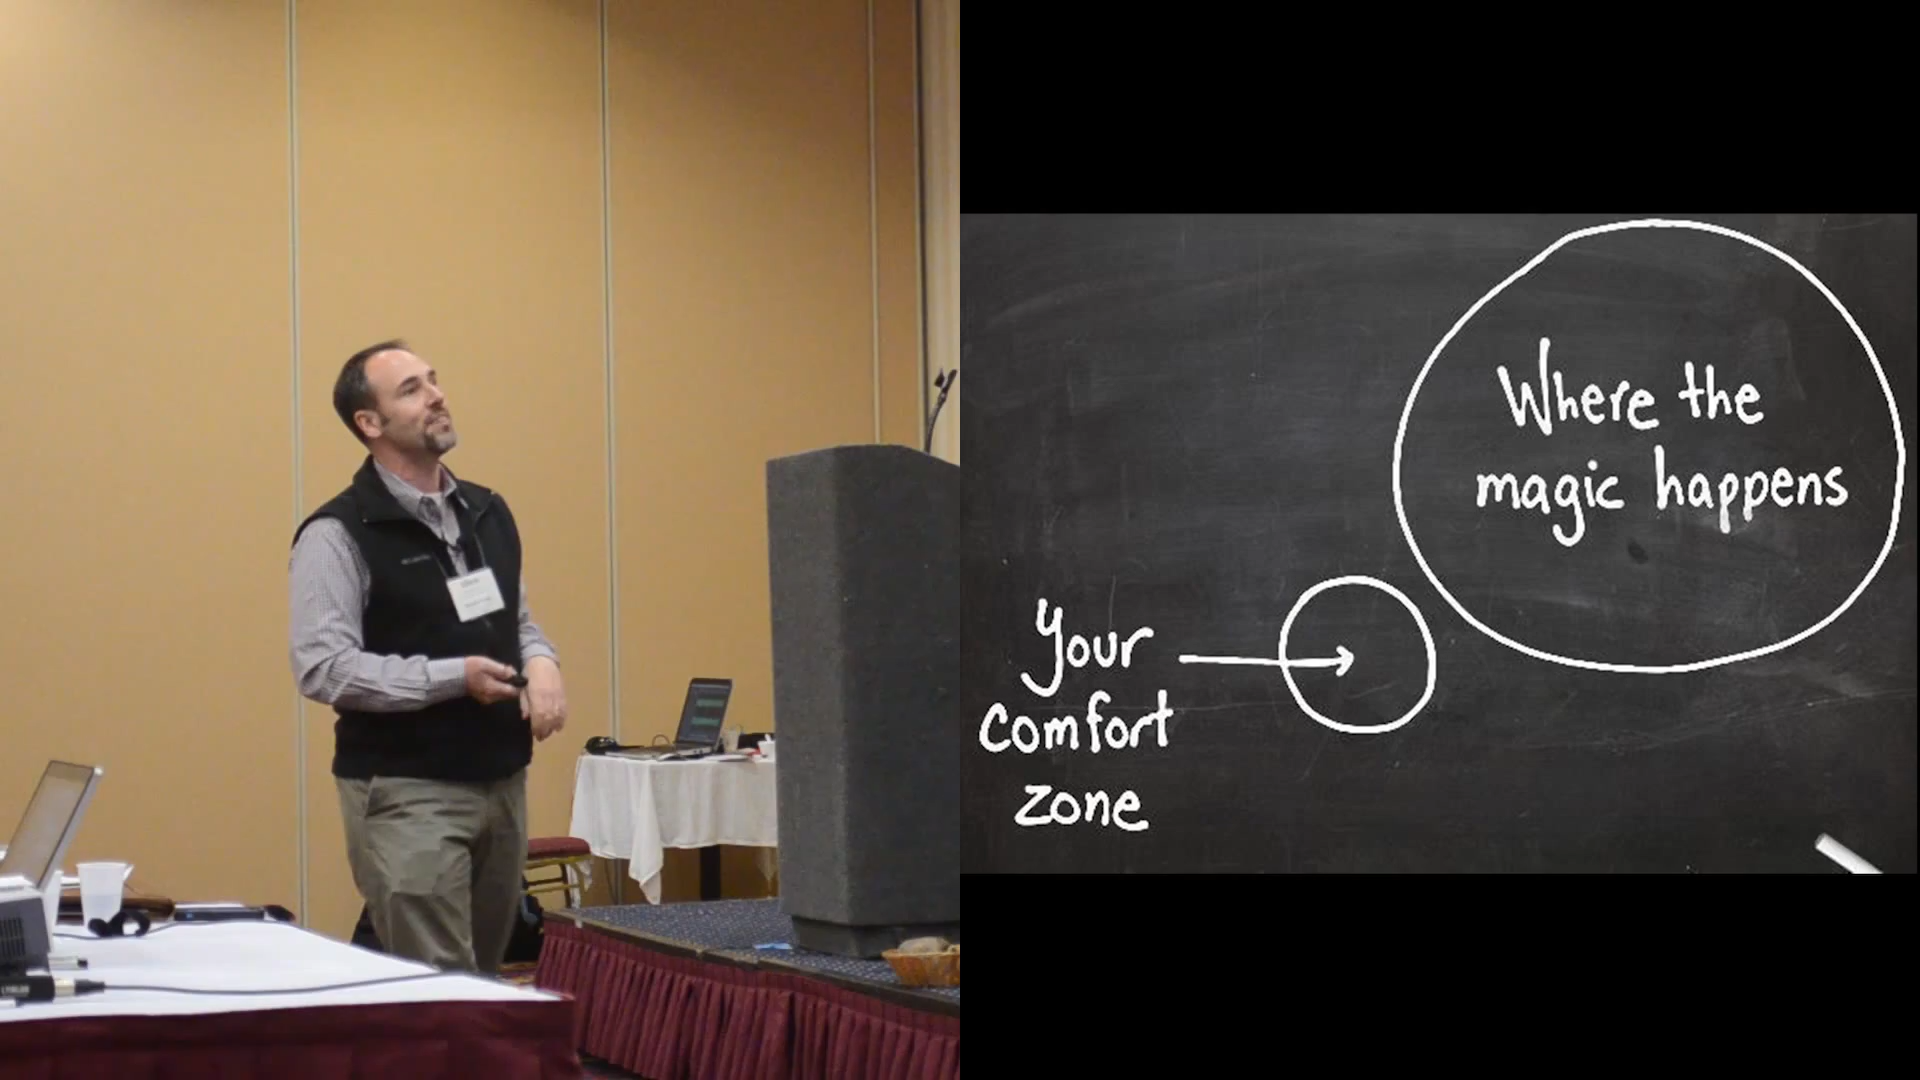 Where the
magic happens
Your
comfort
zone